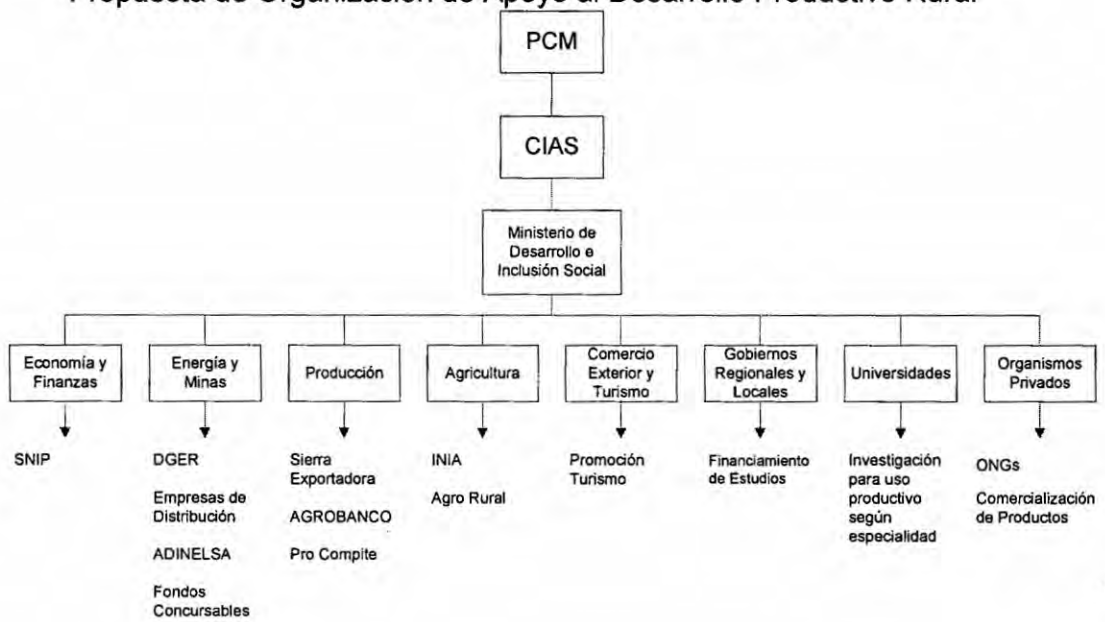 Propuesta de Organización de Apoyo al Desarrollo Productivo Rural
PCM
CIAS
Ministerio de
Desarrollo e
Inclusión Social
Economía y
Finanzas
Energía y
Minas
Producción
Agricultura
Comercio
Exterior y
Turismo
Gobiernos
Regionales y
Locales
Universidades
Organismos
Privados
SNIP
DGER
Empresas de
Distribución
ADINELSA
Fondos
Concursables
Sierra
Exportadora
AGROBANCO
Pro Compite
INIA
Agro Rural
Promoción
Turismo
Financiamiento
de Estudios
Investigación
para uso
productivo
según
especialidad
ONGs
Comercialización
de Productos